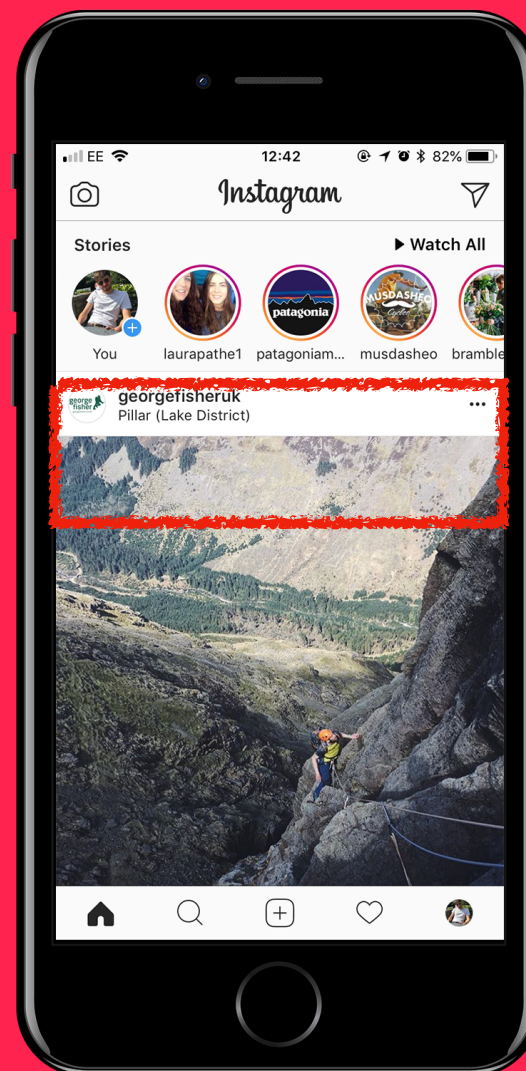 EE 12:42 82%
Instagram
Stories ▶ Watch All
patagonia
MUSDASHEO
You laurapathe1 patagoniam... musdasheo bramble
george fisher
georgefisheruk
Pillar (Lake District)